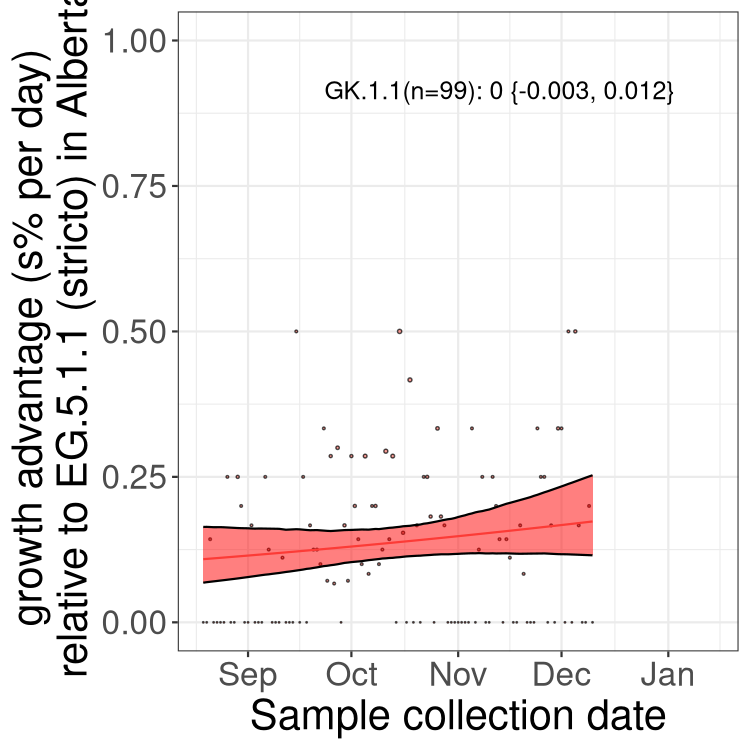 growth advantage (s% per day)
relative to EG.5.1.1 (stricto) in Alberta
1.00
0.75
0.50
0.25
0.00
GK.1.1(n=99): 0 {-0.003, 0.012}
Sep Oct Nov Dec Jan
Sample collection date